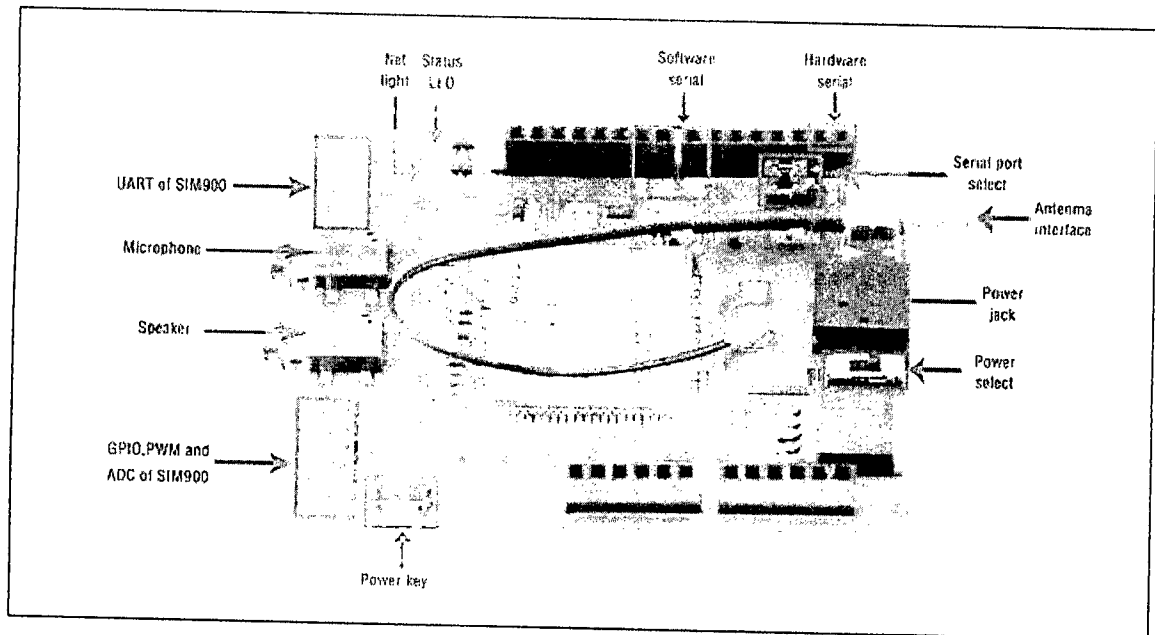 Net
light
Status
LED
Software
serial
Hardware
serial
UART of SIM900
Serial port
select
Antenma
interface
Microphone
Power
jack
Speaker
Power
select
GPIO,PWM and
ADC of SIM900
Power key